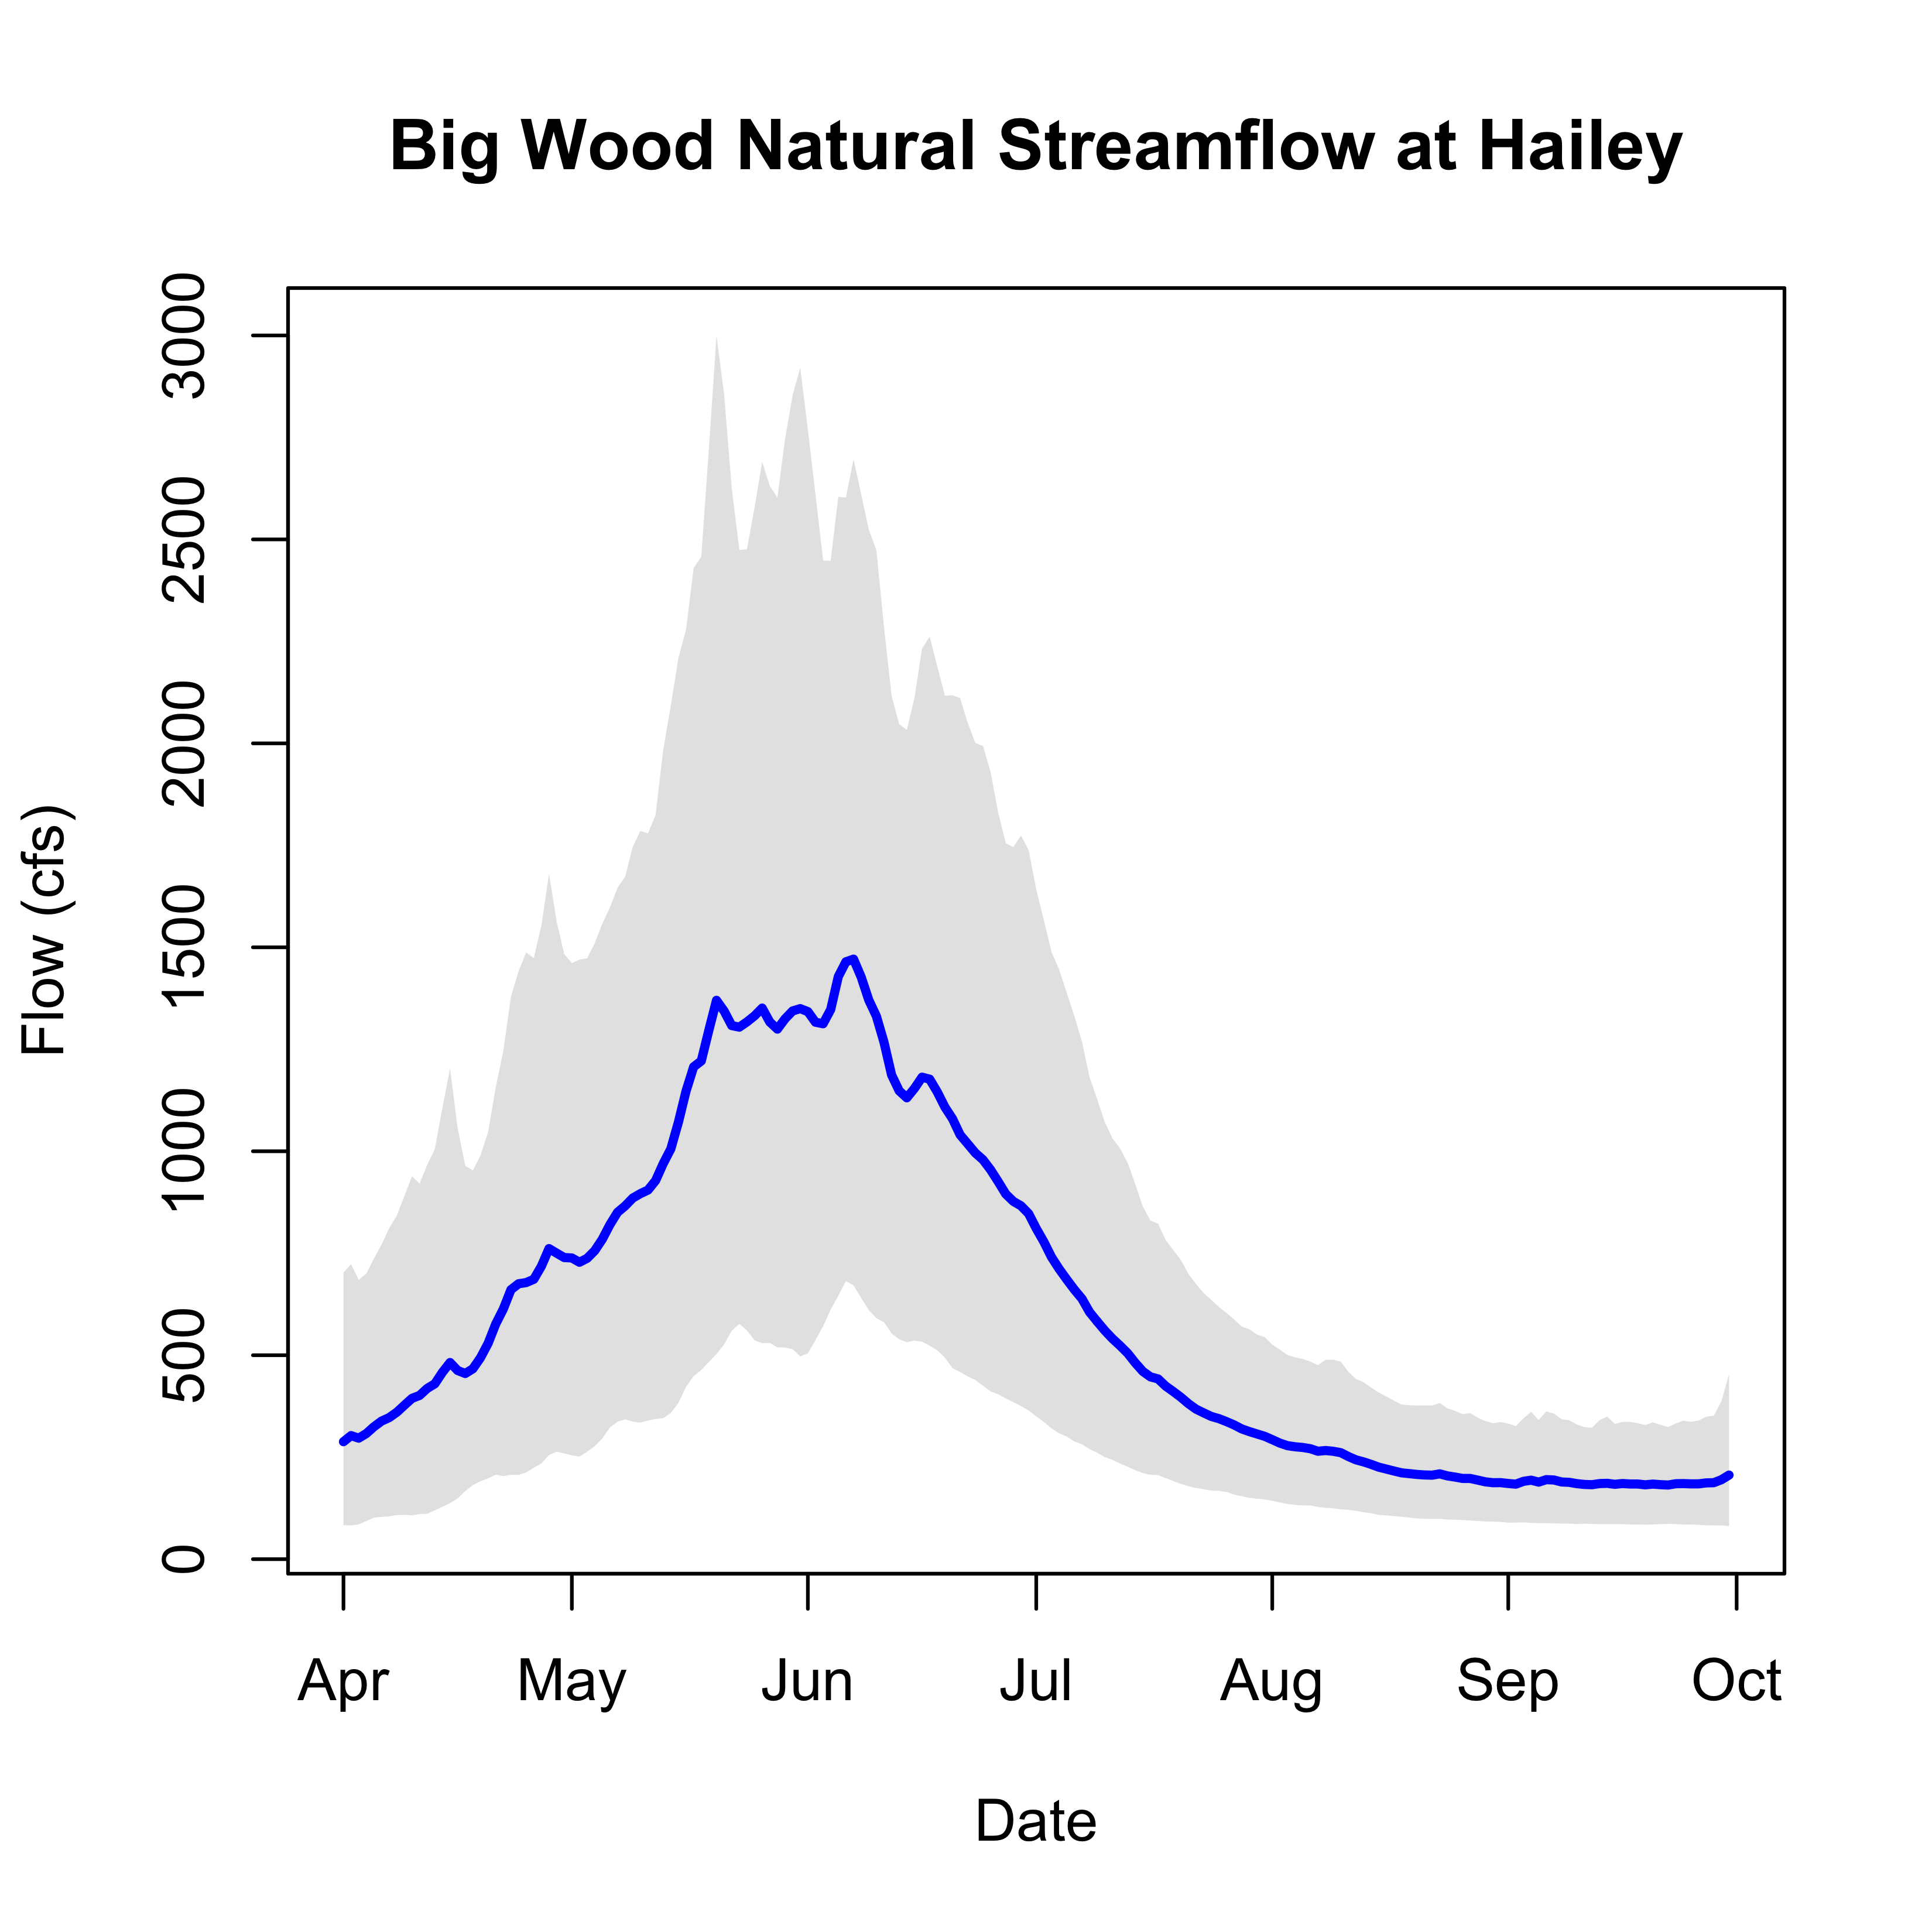 Big Wood Natural Streamflow at Hailey
Flow (cfs)
3000
2500
2000
1500
1000
500
0
Apr May Jun Jul Aug Sep Oct
Date